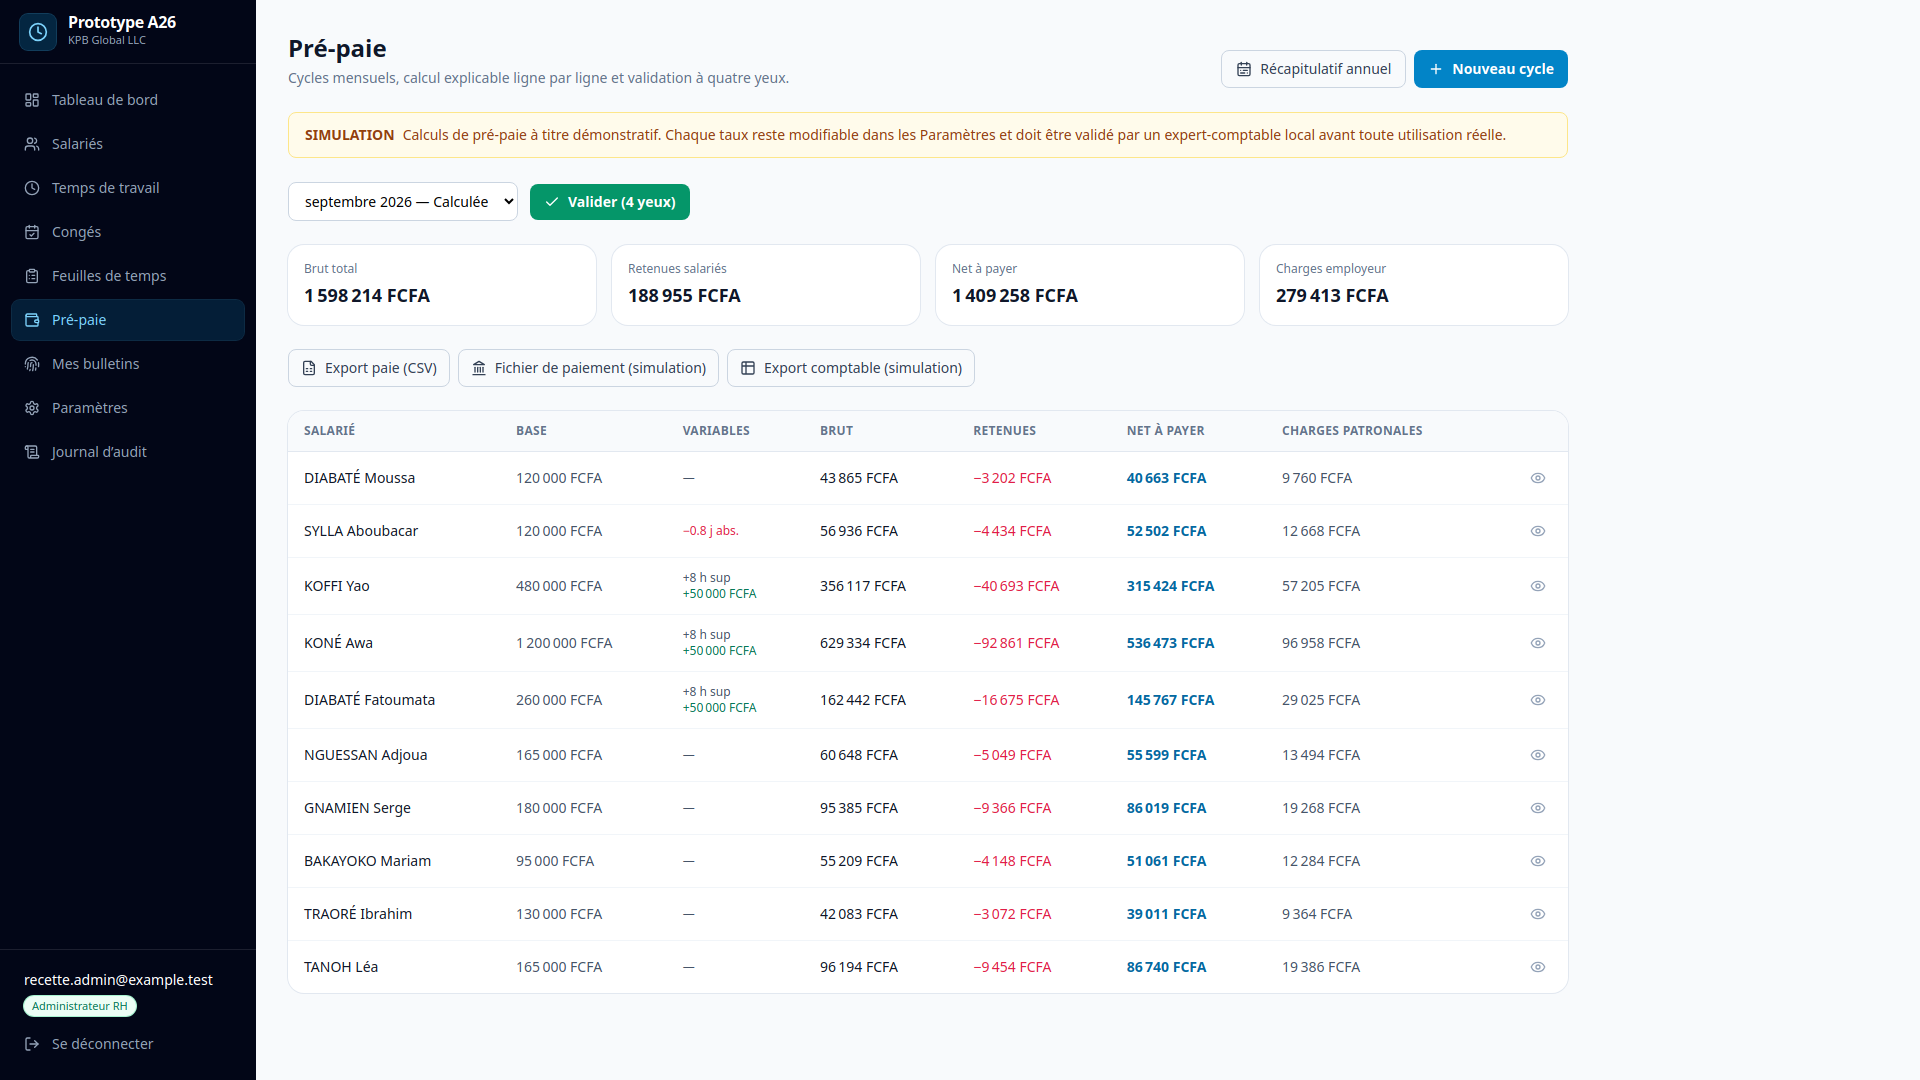 Prototype A26
KPB Global LLC
Tableau de bord
Salariés
Temps de travail
Congés
Feuilles de temps
Pré-paie
Mes bulletins
Paramètres
Journal d’audit
recette.admin@example.test
Administrateur RH
Se déconnecter
Pré-paie
Cycles mensuels, calcul explicable ligne par ligne et validation à quatre yeux.
Récapitulatif annuel
Nouveau cycle
SIMULATION Calculs de pré-paie à titre démonstratif. Chaque taux reste modifiable dans les Paramètres et doit être validé par un expert-comptable local avant toute utilisation réelle.
septembre 2026 — Calculée
Valider (4 yeux)
Brut total
1 598 214 FCFA
Retenues salariés
188 955 FCFA
Net à payer
1 409 258 FCFA
Charges employeur
279 413 FCFA
Export paie (CSV)
Fichier de paiement (simulation)
Export comptable (simulation)
SALARIÉ BASE VARIABLES BRUT RETENUES NET À PAYER CHARGES PATRONALES
DIABATÉ Moussa 120 000 FCFA — 43 865 FCFA −3 202 FCFA 40 663 FCFA 9 760 FCFA
SYLLA Aboubacar 120 000 FCFA −0.8 j abs. 56 936 FCFA −4 434 FCFA 52 502 FCFA 12 668 FCFA
KOFFI Yao 480 000 FCFA +8 h sup +50 000 FCFA 356 117 FCFA −40 693 FCFA 315 424 FCFA 57 205 FCFA
KONÉ Awa 1 200 000 FCFA +8 h sup +50 000 FCFA 629 334 FCFA −92 861 FCFA 536 473 FCFA 96 958 FCFA
DIABATÉ Fatoumata 260 000 FCFA +8 h sup +50 000 FCFA 162 442 FCFA −16 675 FCFA 145 767 FCFA 29 025 FCFA
NGUESSAN Adjoua 165 000 FCFA — 60 648 FCFA −5 049 FCFA 55 599 FCFA 13 494 FCFA
GNAMIEN Serge 180 000 FCFA — 95 385 FCFA −9 366 FCFA 86 019 FCFA 19 268 FCFA
BAKAYOKO Mariam 95 000 FCFA — 55 209 FCFA −4 148 FCFA 51 061 FCFA 12 284 FCFA
TRAORÉ Ibrahim 130 000 FCFA — 42 083 FCFA −3 072 FCFA 39 011 FCFA 9 364 FCFA
TANOH Léa 165 000 FCFA — 96 194 FCFA −9 454 FCFA 86 740 FCFA 19 386 FCFA